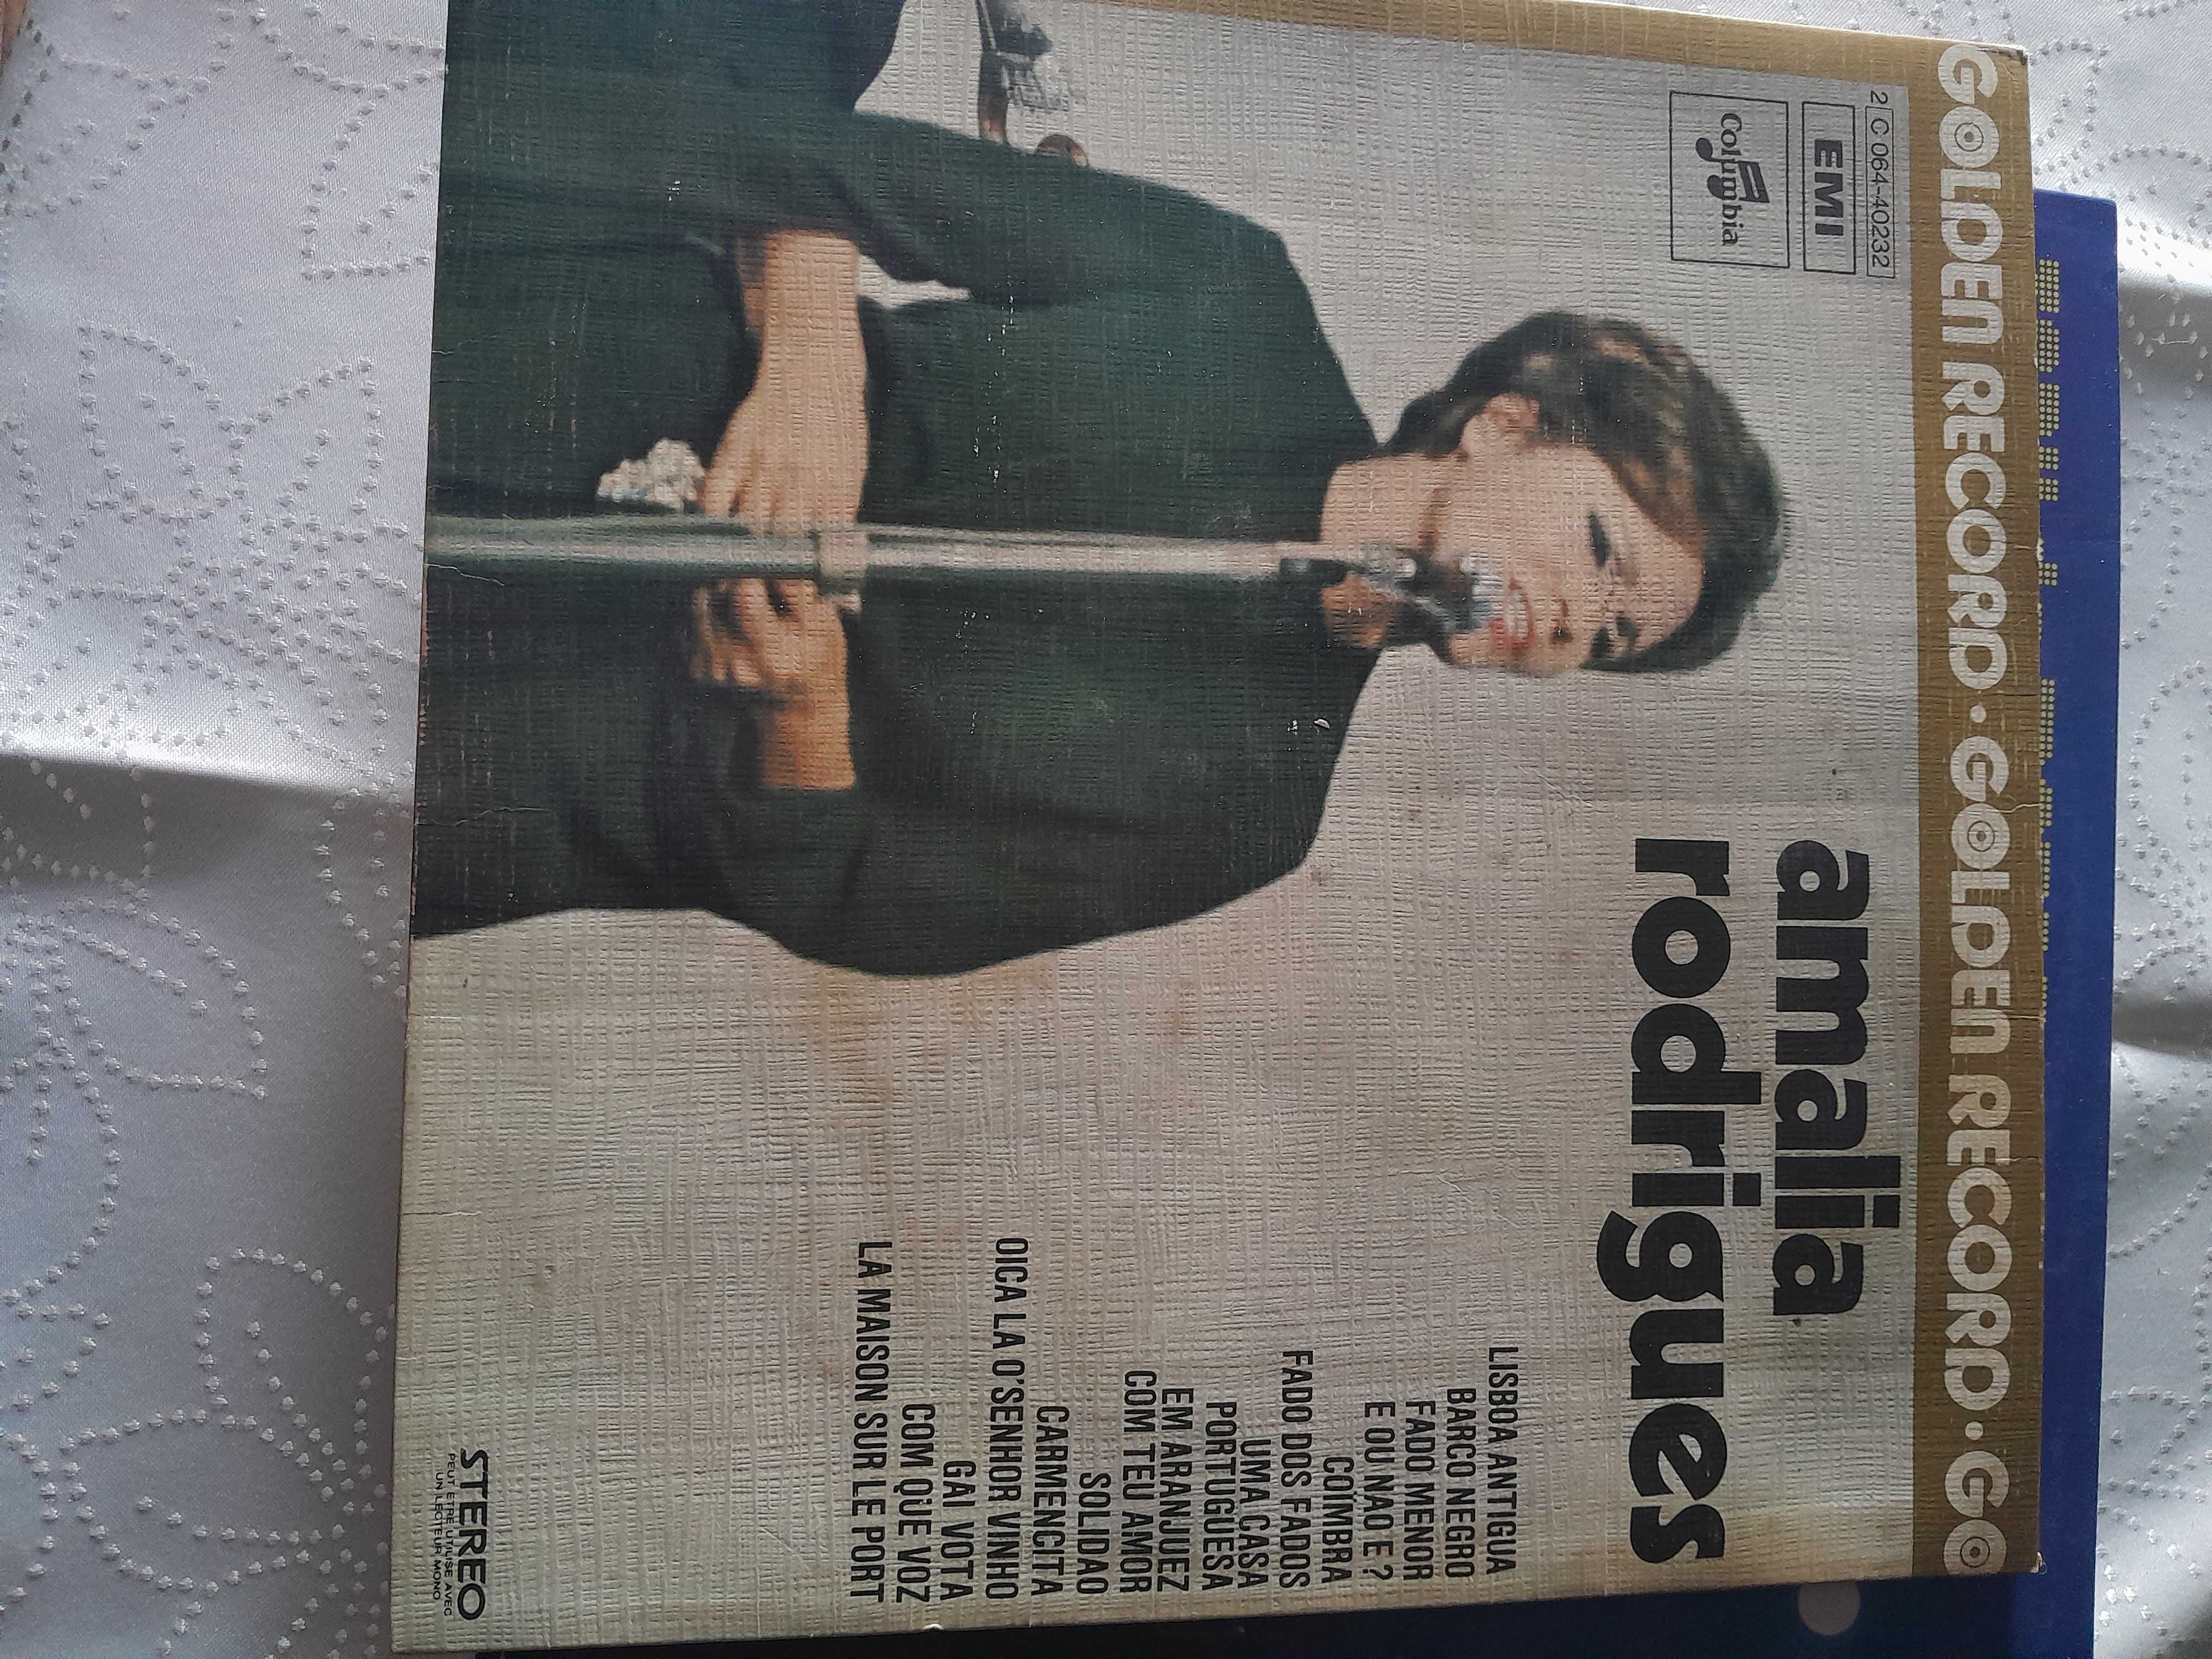 GOLDEN RECORD · GOLDEN RECORD · GO
2 C 064-40232
EMI
Columbia
amalia
rodrigues
LISBOA ANTIGUA
BARCO NEGRO
FADO MENOR
E OU NAO E ?
COÏMBRA
FADO DOS FADOS
UMA CASA
PORTUGUESA
EM ARANJUEZ
COM TEU AMOR
SOLIDAO
CARMENCITA
OICA LA O'SENHOR VINHO
GAI VOTA
COM QUE VOZ
LA MAISON SUR LE PORT
STEREO
PEUT ETRE UTILISE AVEC
UN LECTEUR MONO